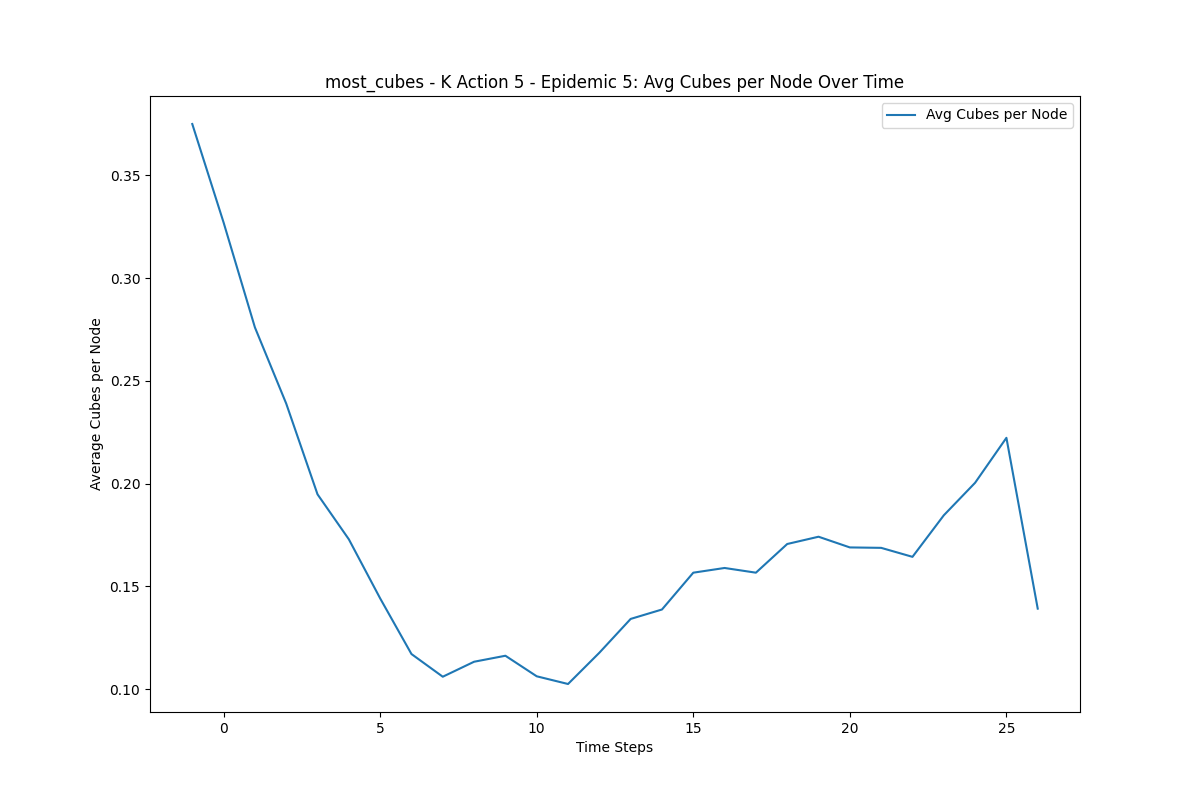 most_cubes - K Action 5 - Epidemic 5: Avg Cubes per Node Over Time
Avg Cubes per Node
Average Cubes per Node
0.35
0.30
0.25
0.20
0.15
0.10
0 5 10 15 20 25
Time Steps